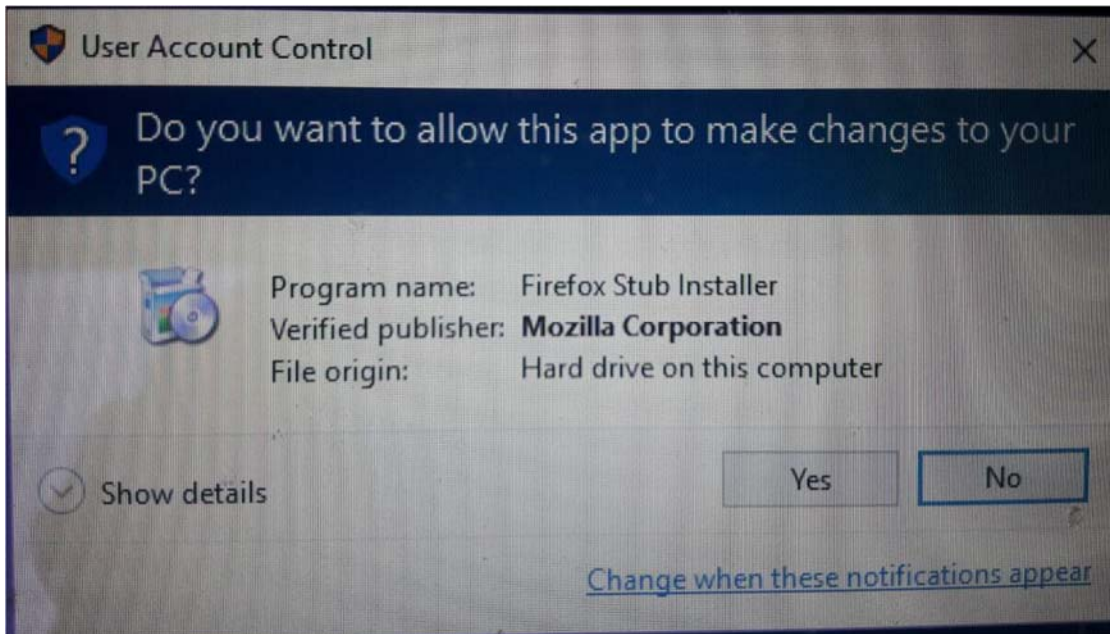 User Account Control
Do you want to allow this app to make changes to your
PC?
Program name: Firefox Stub Installer
Verified publisher: Mozilla Corporation
File origin: Hard drive on this computer
Show details
Yes
No
Change when these notifications appear